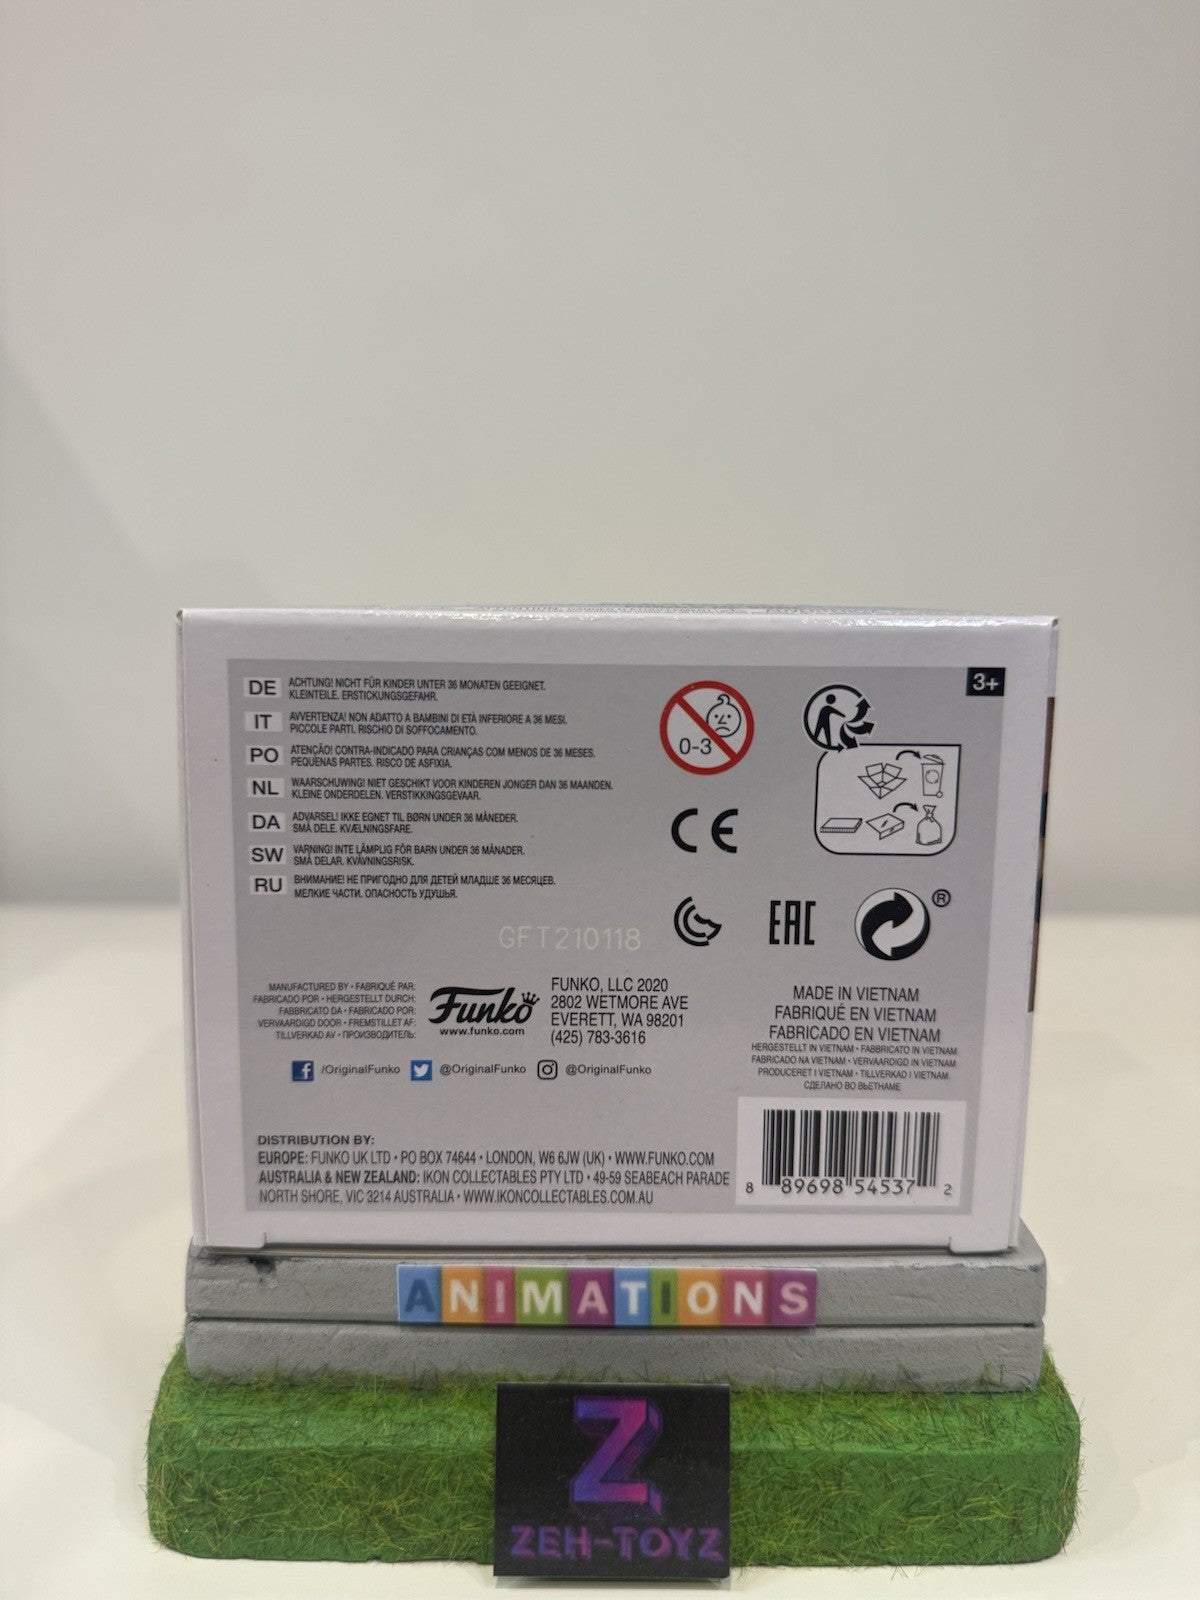 3+
DE ACHTUNG! NICHT FÜR KINDER UNTER 36 MONATEN GEEIGNET.
KLEINTEILE. ERSTICKUNGSGEFAHR.
IT AVVERTENZA! NON ADATTO A BAMBINI DI ETÀ INFERIORE A 36 MESI.
PICCOLE PARTI. RISCHIO DI SOFFOCAMENTO.
PO ATENÇÃO! CONTRA-INDICADO PARA CRIANÇAS COM MENOS DE 36 MESES.
PEQUENAS PARTES. RISCO DE ASFIXIA.
NL WAARSCHUWING! NIET GESCHIKT VOOR KINDEREN JONGER DAN 36 MAANDEN.
KLEINE ONDERDELEN. VERSTIKKINGSGEVAAR.
DA ADVARSEL! IKKE EGNET TIL BØRN UNDER 36 MÅNEDER.
SMÅ DELE. KVÆLNINGSFARE.
SW VARNING! INTE LÄMPLIG FÖR BARN UNDER 36 MÅNADER.
SMÅ DELAR. KVÄVNINGSRISK.
RU ВНИМАНИЕ! НЕ ПРИГОДНО ДЛЯ ДЕТЕЙ МЛАДШЕ 36 МЕСЯЦЕВ.
МЕЛКИЕ ЧАСТИ. ОПАСНОСТЬ УДУШЬЯ.
0-3
CE
EAC
®
GFT210118
MANUFACTURED BY • FABRIQUÉ PAR:
FABRICADO POR • HERGESTELLT DURCH:
FABBRICATO DA • FABRICADO POR:
VERVAARDIGD DOOR • FREMSTILLET AF:
TILLVERKAD AV • ПРОИЗВОДИТЕЛЬ:
Funko
www.funko.com
FUNKO, LLC 2020
2802 WETMORE AVE
EVERETT, WA 98201
(425) 783-3616
/OriginalFunko @OriginalFunko @OriginalFunko
MADE IN VIETNAM
FABRIQUÉ EN VIETNAM
FABRICADO EN VIETNAM
HERGESTELLT IN VIETNAM • FABBRICATO IN VIETNAM
FABRICADO NA VIETNAM • VERVAARDIGD IN VIETNAM
PRODUCERET I VIETNAM • TILLVERKAD I VIETNAM
СДЕЛАНО ВО ВЬЕТНАМЕ
DISTRIBUTION BY:
EUROPE: FUNKO UK LTD • PO BOX 74644 • LONDON, W6 6JW (UK) • WWW.FUNKO.COM
AUSTRALIA & NEW ZEALAND: IKON COLLECTABLES PTY LTD • 49-59 SEABEACH PARADE
NORTH SHORE, VIC 3214 AUSTRALIA • WWW.IKONCOLLECTABLES.COM.AU
8 89698 54537 2
ANIMATIONS
Z
ZEH-TOYZ